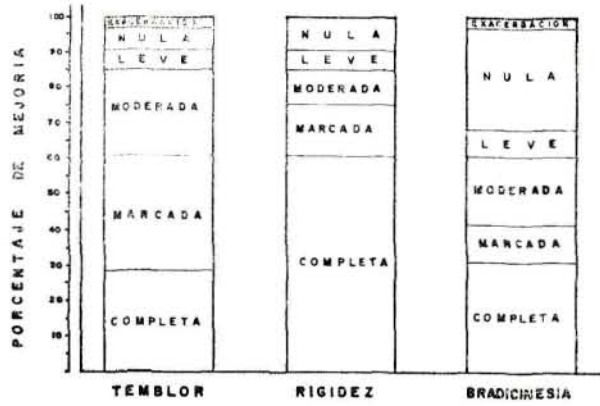 PORCENTAJE DE MEJORIA
100
90
80
70
60
50
40
30
20
10
EXACERBACION
NULA
LEVE
MODERADA
MARCADA
COMPLETA
TEMBLOR
NULA
LEVE
MODERADA
MARCADA
COMPLETA
RIGIDEZ
EXACERBACION
NULA
LEVE
MODERADA
MARCADA
COMPLETA
BRADICINESIA